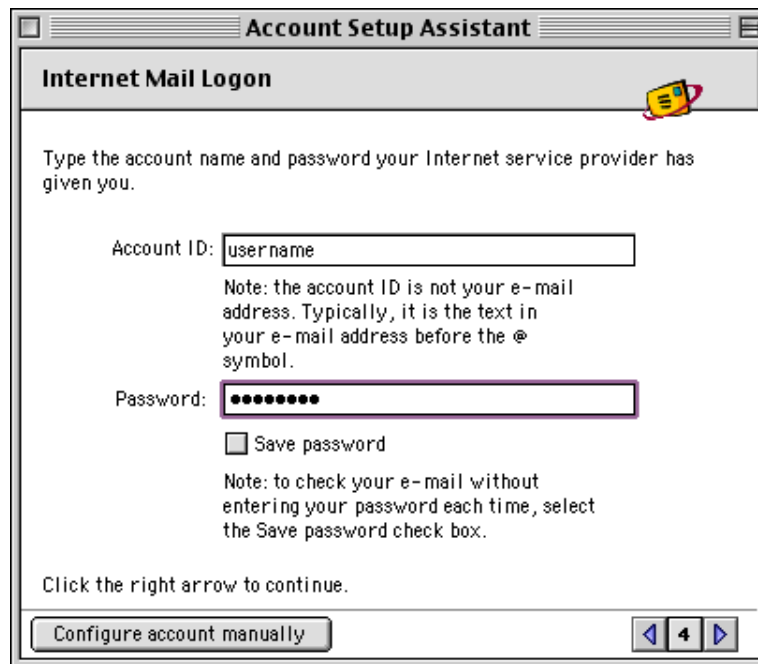 Account Setup Assistant
Internet Mail Logon
Type the account name and password your Internet service provider has
given you.
Account ID: username
Note: the account ID is not your e-mail
address. Typically, it is the text in
your e-mail address before the @
symbol.
Password: ••••••••
Save password
Note: to check your e-mail without
entering your password each time, select
the Save password check box.
Click the right arrow to continue.
Configure account manually 4